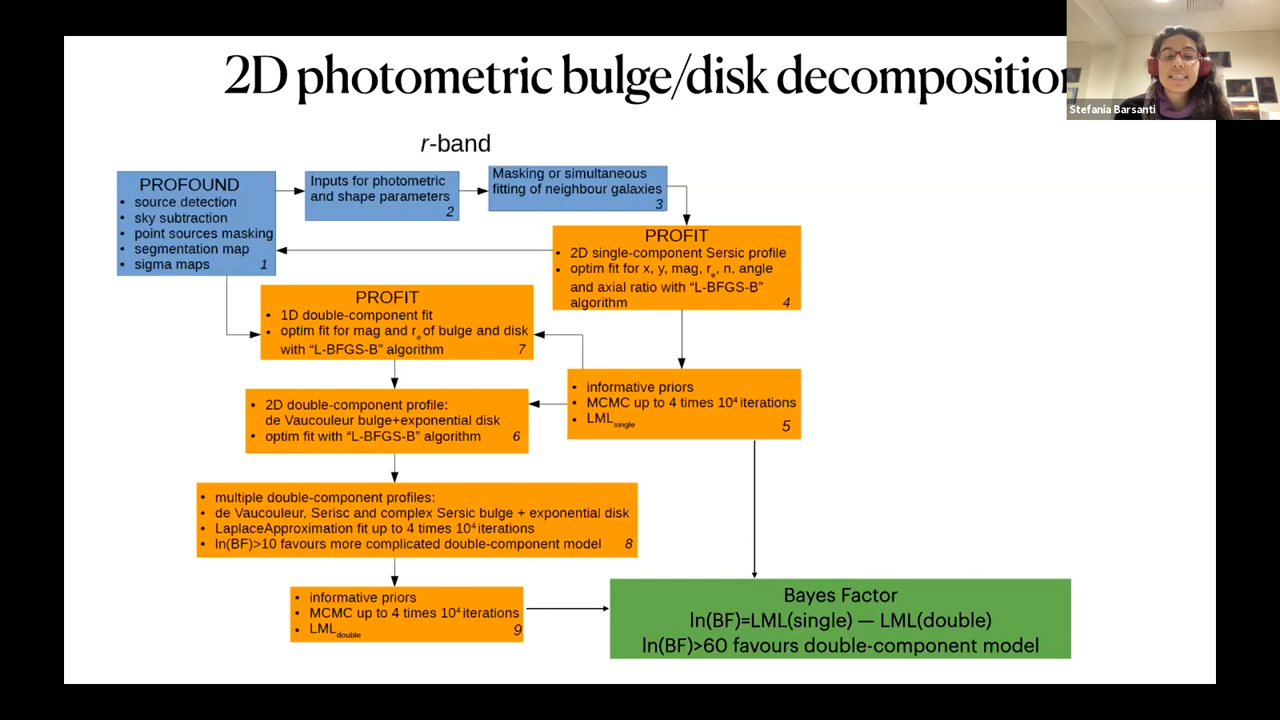 2D photometric bulge/disk decomposition
Stefania Barsanti
r-band
PROFOUND
• source detection
• sky subtraction
• point sources masking
• segmentation map
• sigma maps 1
Inputs for photometric
and shape parameters
2
Masking or simultaneous
fitting of neighbour galaxies
3
PROFIT
• 2D single-component Sersic profile
• optim fit for x, y, mag, re, n, angle
and axial ratio with “L-BFGS-B”
algorithm 4
PROFIT
• 1D double-component fit
• optim fit for mag and re of bulge and disk
with “L-BFGS-B” algorithm 7
• informative priors
• MCMC up to 4 times 10⁴ iterations
• LMLsingle 5
• 2D double-component profile:
de Vaucouleur bulge+exponential disk
• optim fit with “L-BFGS-B” algorithm 6
• multiple double-component profiles:
• de Vaucouleur, Serisc and complex Sersic bulge + exponential disk
• LaplaceApproximation fit up to 4 times 10⁴ iterations
• ln(BF)>10 favours more complicated double-component model 8
• informative priors
• MCMC up to 4 times 10⁴ iterations
• LMLdouble 9
Bayes Factor
ln(BF)=LML(single) — LML(double)
ln(BF)>60 favours double-component model